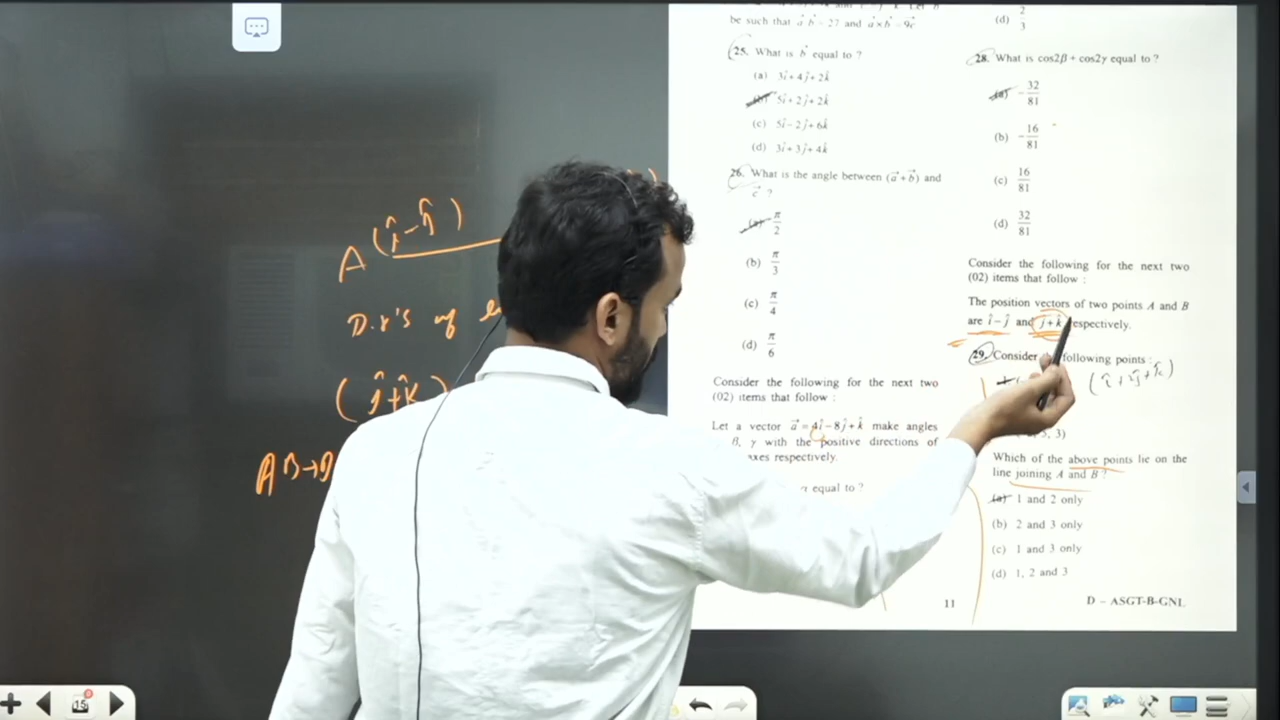 A (î-ĵ)
D.r's of
(ĵ+k̂)
AB→D
be such that a⃗·b⃗ = 27 and a⃗×b⃗ = 9c⃗
25. What is b⃗ equal to ?
(a) 3î+4ĵ+2k̂
(b) 5î+2ĵ+2k̂
(c) 5î-2ĵ+6k̂
(d) 3î+3ĵ+4k̂
26. What is the angle between (a⃗+b⃗) and
c⃗ ?
(a) π/2
(b) π/3
(c) π/4
(d) π/6
Consider the following for the next two
(02) items that follow :
Let a vector a⃗ = 4î-8ĵ+k̂ make angles
β, γ with the positive directions of
axes respectively.
equal to ?
(d) 2/3
28. What is cos2β + cos2γ equal to ?
(a) -32/81
(b) -16/81
(c) 16/81
(d) 32/81
Consider the following for the next two
(02) items that follow :
The position vectors of two points A and B
are î-ĵ and ĵ+k̂ respectively.
29. Consider following points :
(î+2ĵ+k̂)
3)
Which of the above points lie on the
line joining A and B ?
(a) 1 and 2 only
(b) 2 and 3 only
(c) 1 and 3 only
(d) 1, 2 and 3
11 D – ASGT-B-GNL
15